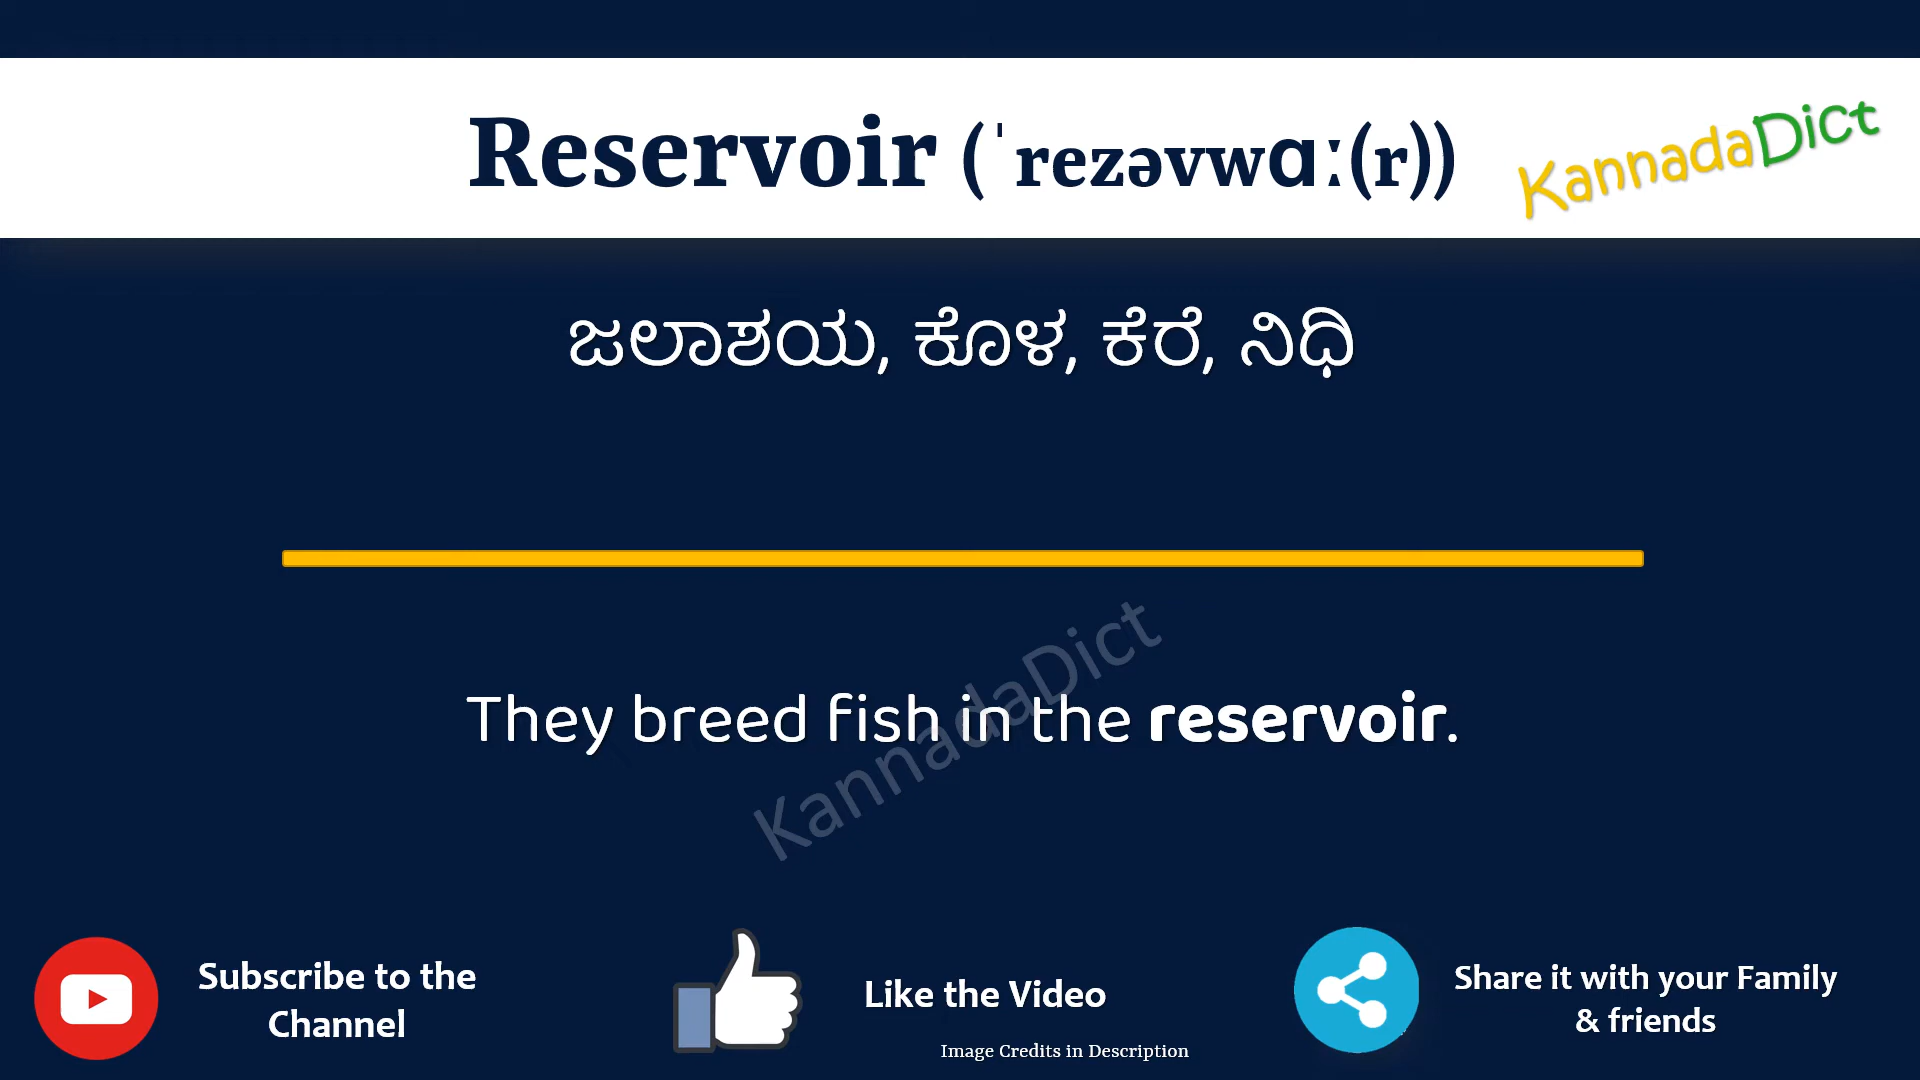 Reservoir (ˈrezəvwɑː(r))
KannadaDict
ಜಲಾಶಯ, ಕೊಳ, ಕೆರೆ, ನಿಧಿ
They breed fish in the reservoir.
KannadaDict
Subscribe to the
Channel
Like the Video
Share it with your Family
& friends
Image Credits in Description